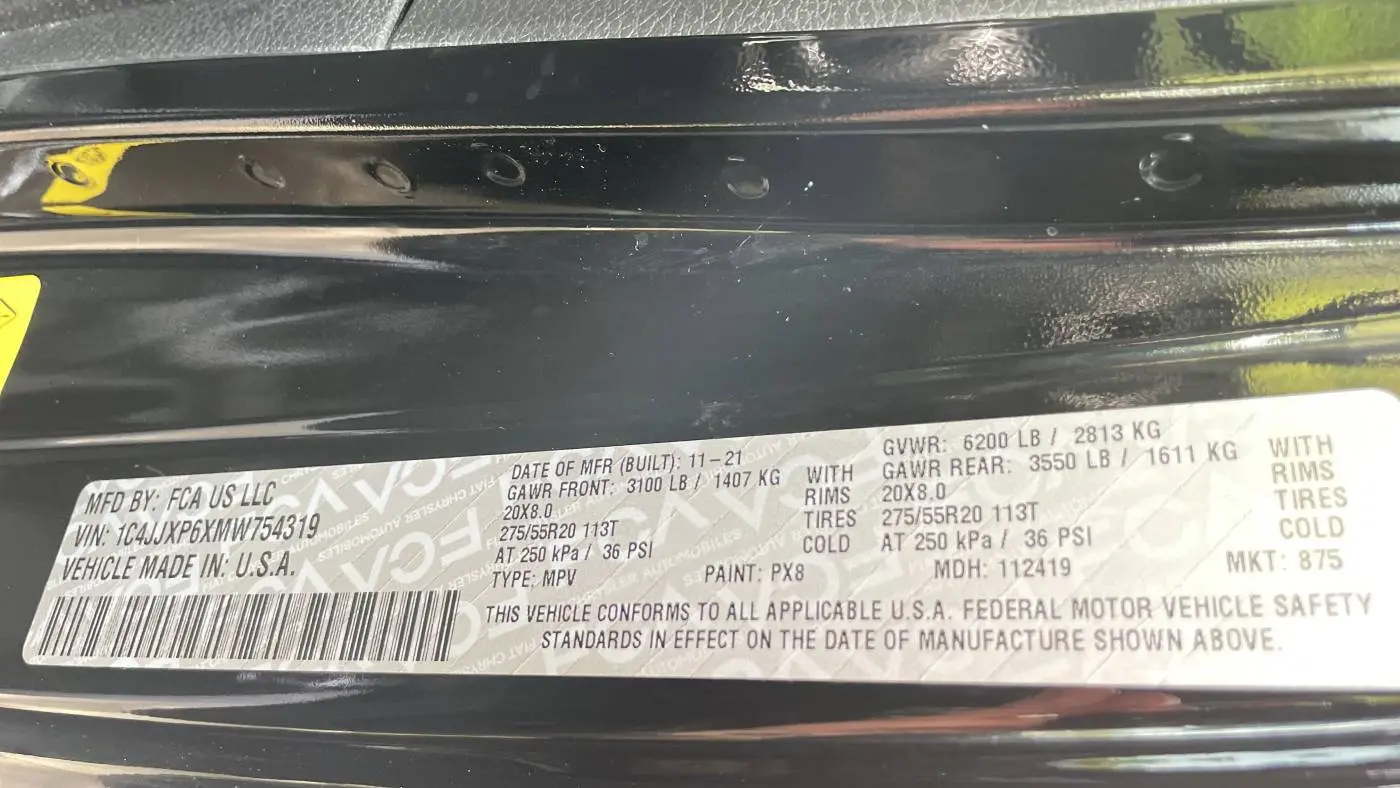 MFD BY: FCA US LLC
VIN: 1C4JJXP6XMW754319
VEHICLE MADE IN: U.S.A.
DATE OF MFR (BUILT): 11-21
GAWR FRONT: 3100 LB / 1407 KG WITH
20X8.0 RIMS
275/55R20 113T TIRES
AT 250 kPa / 36 PSI COLD
TYPE: MPV PAINT: PX8
GVWR: 6200 LB / 2813 KG
GAWR REAR: 3550 LB / 1611 KG WITH
20X8.0 RIMS
275/55R20 113T TIRES
AT 250 kPa / 36 PSI COLD
MDH: 112419 MKT: 875
THIS VEHICLE CONFORMS TO ALL APPLICABLE U.S.A. FEDERAL MOTOR VEHICLE SAFETY
STANDARDS IN EFFECT ON THE DATE OF MANUFACTURE SHOWN ABOVE.